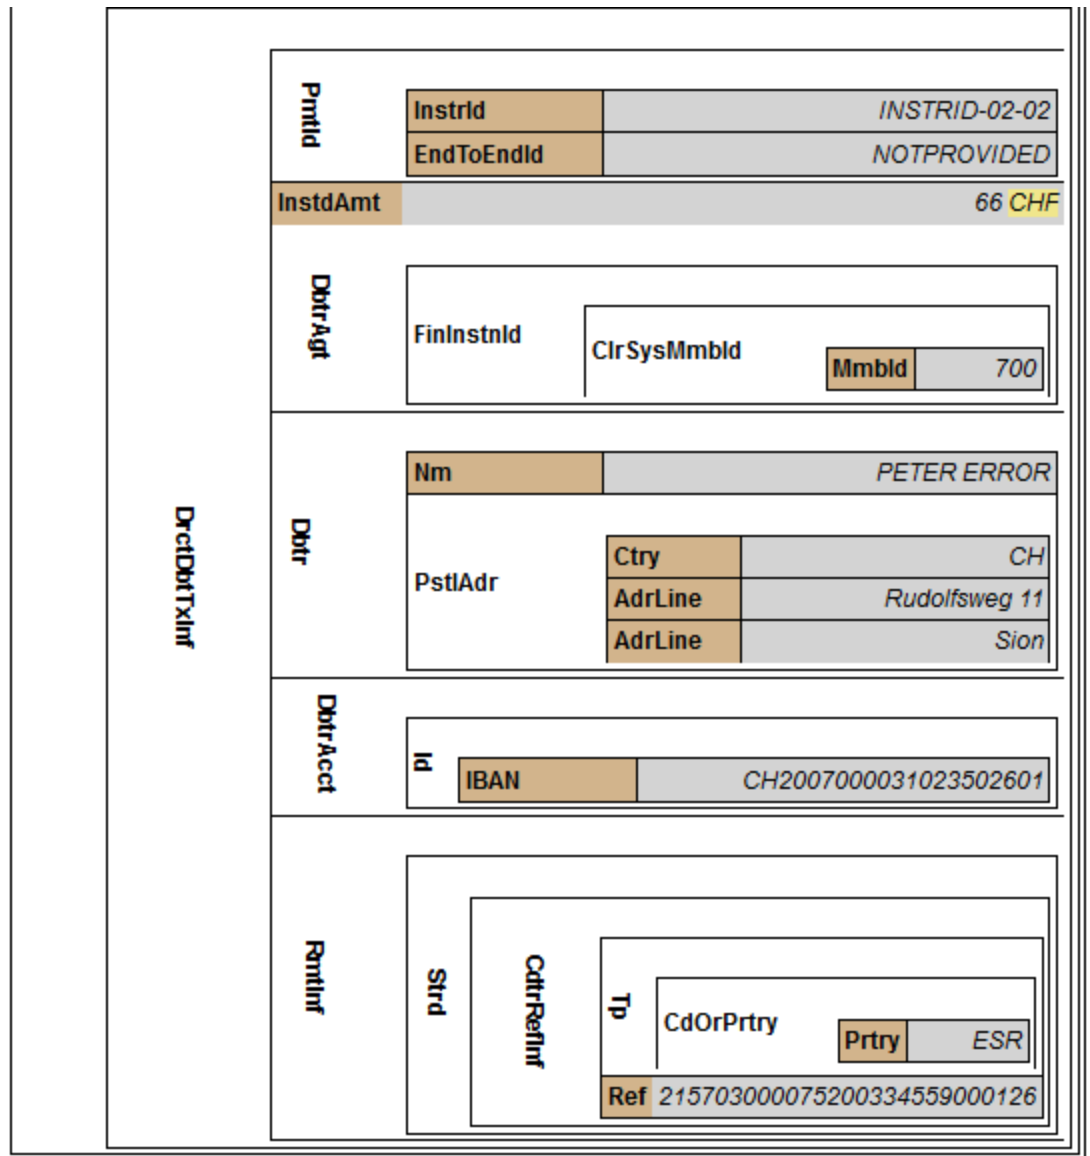 PmtId
InstrId INSTRID-02-02
EndToEndId NOTPROVIDED
InstdAmt 66 CHF
DbtrAgt
FinInstnId
ClrSysMmbId
MmbId 700
DrctDbtTxInf
Dbtr
Nm PETER ERROR
PstlAdr
Ctry CH
AdrLine Rudolfsweg 11
AdrLine Sion
DbtrAcct
Id
IBAN CH2007000031023502601
RmtInf
Strd
CdtrRefInf
Tp
CdOrPrtry
Prtry ESR
Ref 215703000075200334559000126